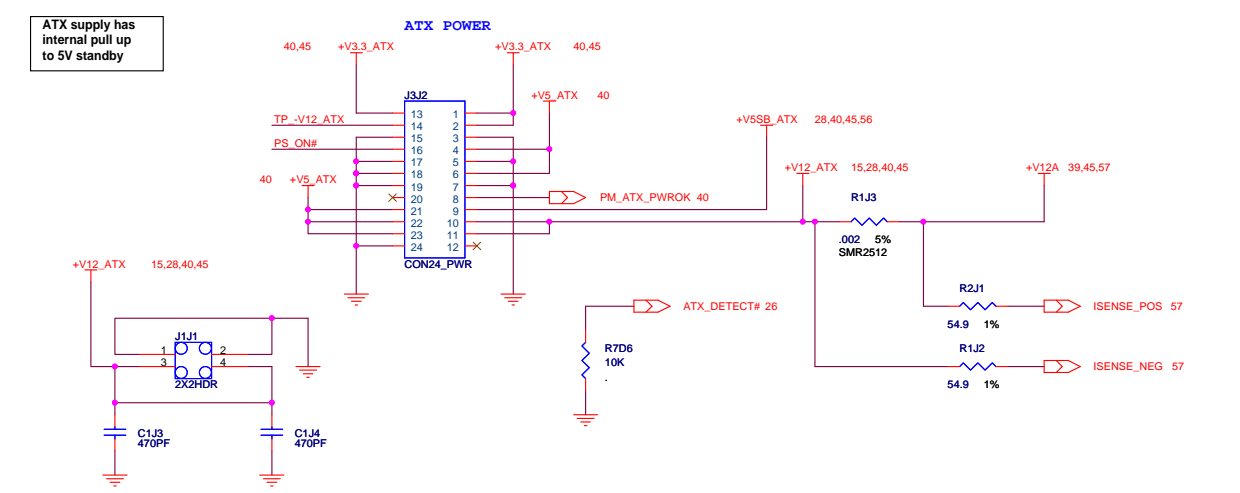 ATX supply has
internal pull up
to 5V standby
ATX POWER
40,45 +V3.3_ATX
+V3.3_ATX 40,45
J3J2
+V5_ATX 40
TP_-V12_ATX
PS_ON#
40 +V5_ATX
13 1
14 2
15 3
16 4
17 5
18 6
19 7
20 8
21 9
22 10
23 11
24 12
CON24_PWR
PM_ATX_PWROK 40
+V5SB_ATX 28,40,45,56
+V12_ATX 15,28,40,45
+V12A 39,45,57
R1J3
.002 5%
SMR2512
R2J1
54.9 1%
ISENSE_POS 57
R1J2
54.9 1%
ISENSE_NEG 57
ATX_DETECT# 26
R7D6
10K
.
+V12_ATX 15,28,40,45
J1J1
1 2
3 4
2X2HDR
C1J3
470PF
C1J4
470PF